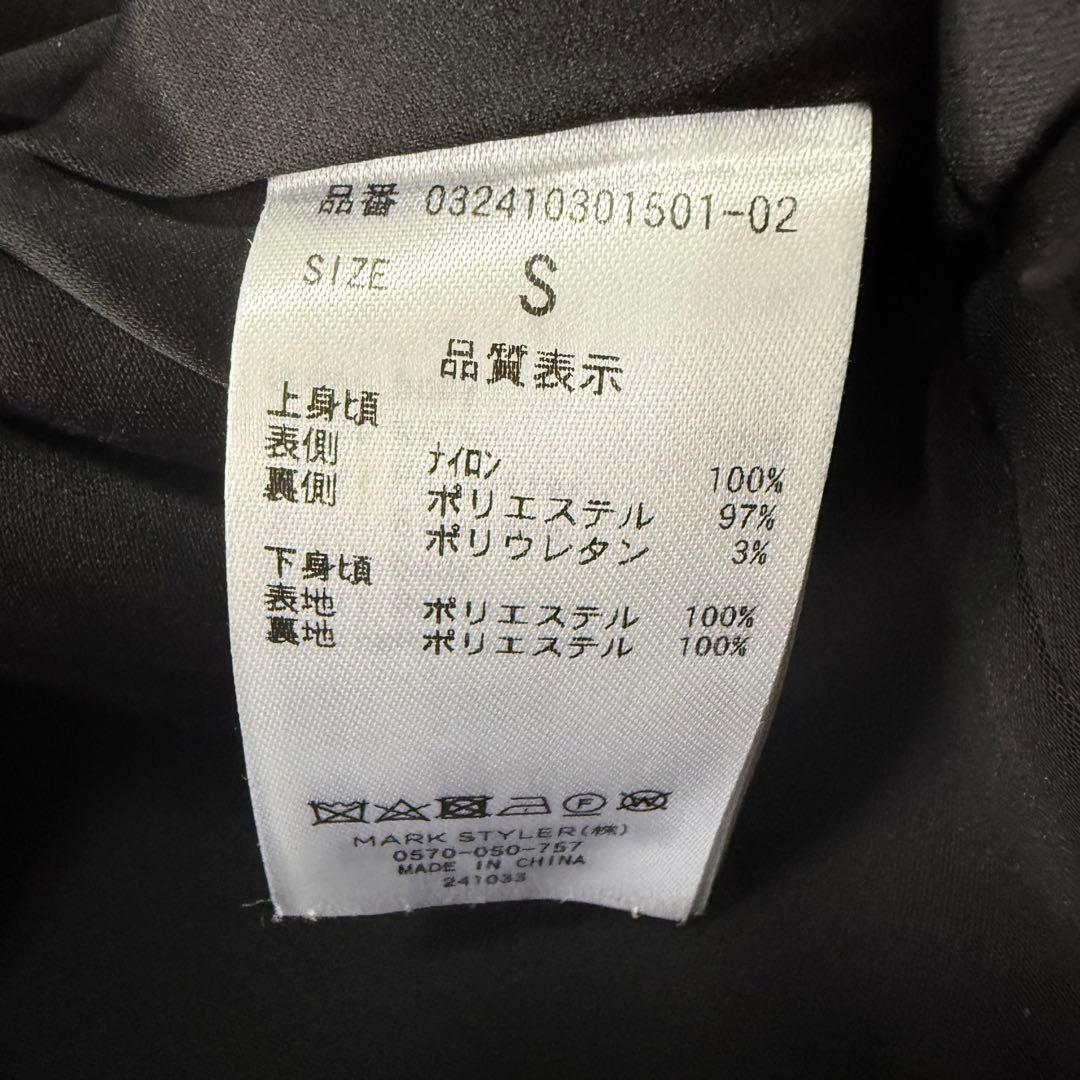 品番 032410301501-02
SIZE S
品質表示
上身頃
表側 ナイロン 100%
裏側 ポリエステル 97%
ポリウレタン 3%
下身頃
表地 ポリエステル 100%
裏地 ポリエステル 100%
MARK STYLER(株)
0570-050-757
MADE IN CHINA
241033